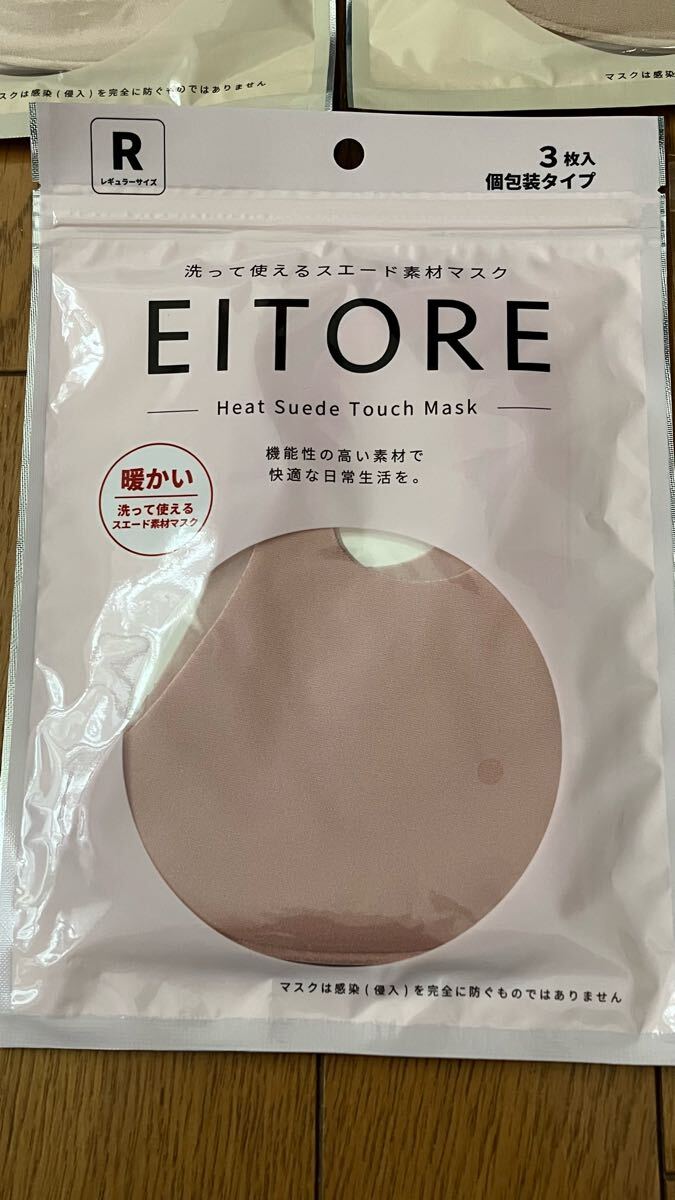 スクは感染(侵入)を完全に防ぐものではありません
マスクは感染
R
レギュラーサイズ
3枚入
個包装タイプ
洗って使えるスエード素材マスク
EITORE
Heat Suede Touch Mask
機能性の高い素材で
快適な日常生活を。
暖かい
洗って使える
スエード素材マスク
マスクは感染(侵入)を完全に防ぐものではありません